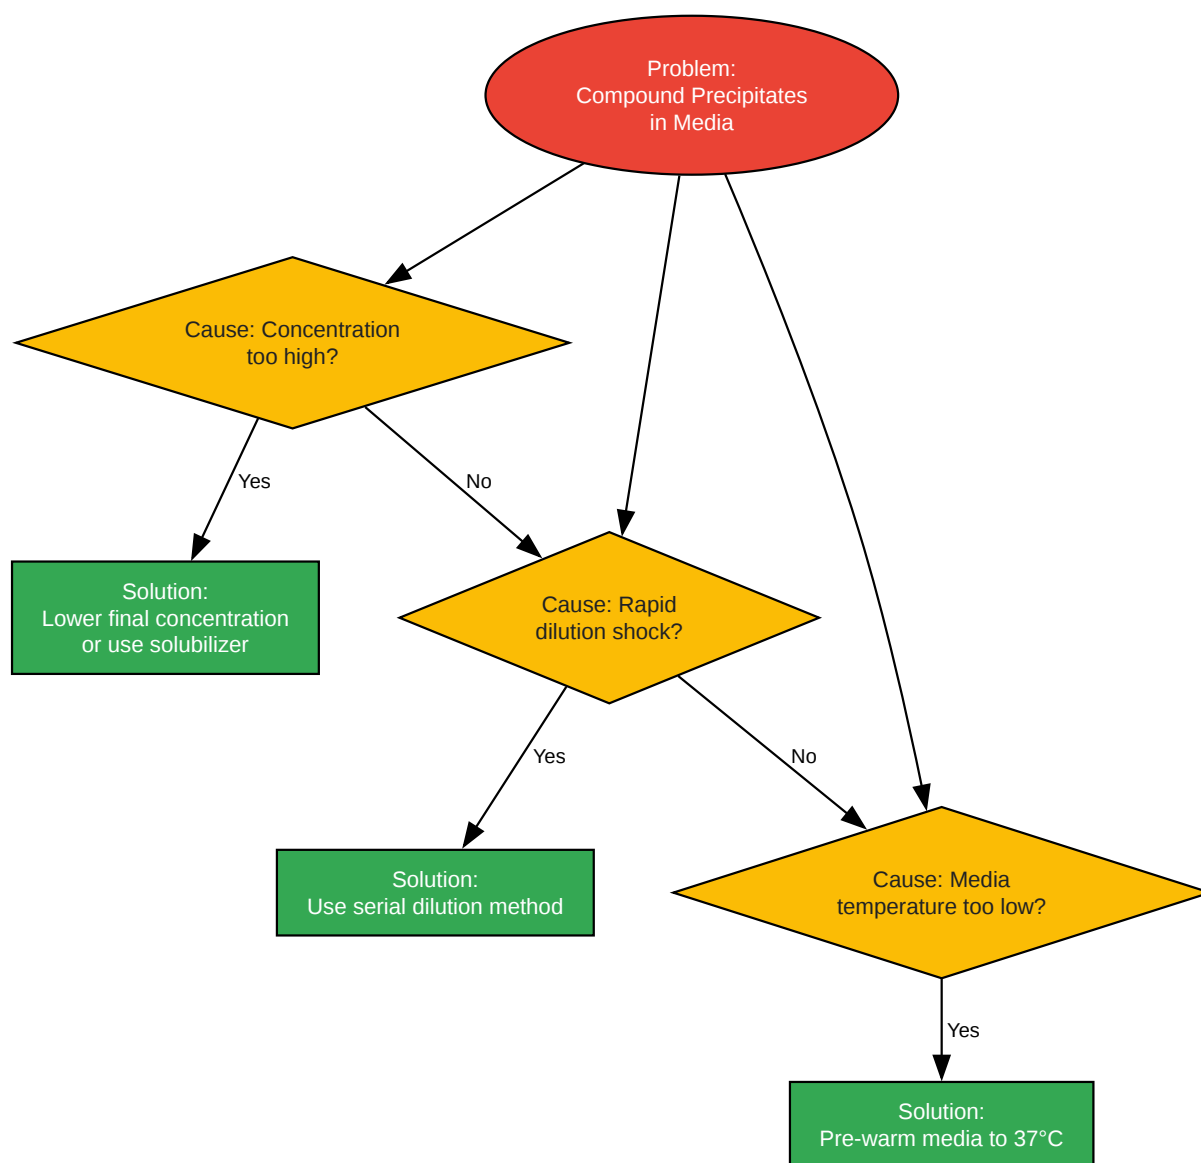 Problem:
Compound Precipitates
in Media
Cause: Concentration
too high?
Yes
No
Solution:
Lower final concentration
or use solubilizer
Cause: Rapid
dilution shock?
Yes
No
Solution:
Use serial dilution method
Cause: Media
temperature too low?
Yes
Solution:
Pre-warm media to 37°C